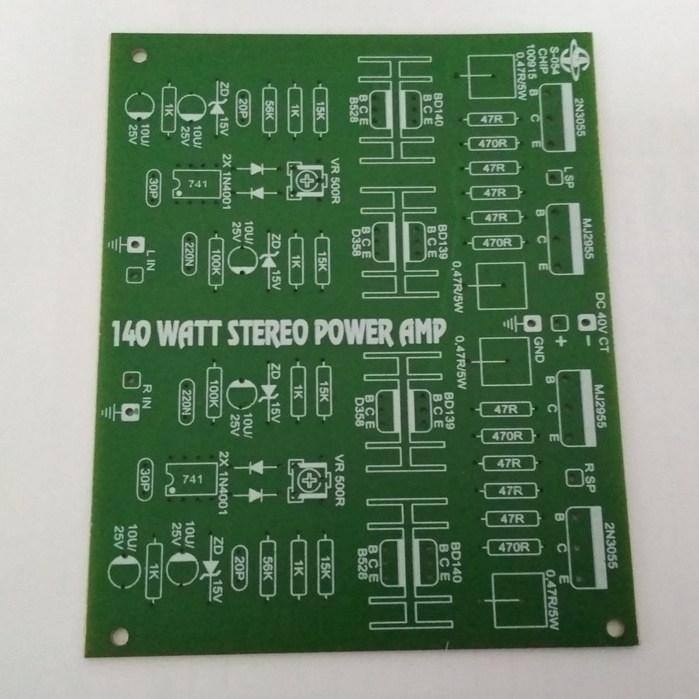 S-054
CHIP
100915
0,47R/5W
ZD
15V
10U/
25V
1K
10U/
25V
20P
56K
1K
15K
B528
B C E
BD140
B C E
47R
470R
47R
47R
47R
470R
B
C
E
2N3055
LSP
2X 1N4001
741
30P
VR 500R
L IN
220N
100K
10U/
25V
ZD
15V
1K
15K
D358
B C E
BD139
B C E
MJ2955
B
C
E
0,47R/5W
DC 40V CT
GND
+
-
140 WATT STEREO POWER AMP
0,47R/5W
R IN
220N
100K
10U/
25V
ZD
15V
1K
15K
D358
B C E
BD139
B C E
47R
470R
47R
47R
47R
470R
MJ2955
B
C
E
R SP
30P
741
2X 1N4001
VR 500R
10U/
25V
1K
10U/
25V
ZD
15V
20P
56K
1K
15K
B528
B C E
BD140
B C E
2N3055
B
C
E
0,47R/5W